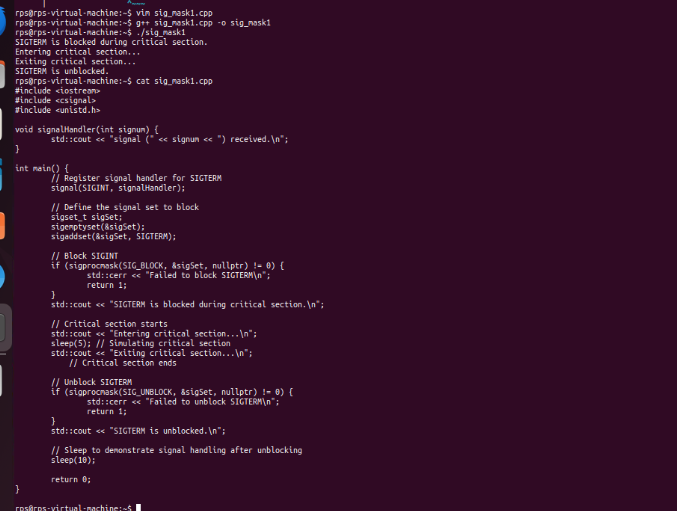 rps@rps-virtual-machine:~$ vim sig_mask1.cpp
rps@rps-virtual-machine:~$ g++ sig_mask1.cpp -o sig_mask1
rps@rps-virtual-machine:~$ ./sig_mask1
SIGTERM is blocked during critical section.
Entering critical section...
Exiting critical section...
SIGTERM is unblocked.
rps@rps-virtual-machine:~$ cat sig_mask1.cpp
#include <iostream>
#include <csignal>
#include <unistd.h>

void signalHandler(int signum) {
        std::cout << "signal (" << signum << ") received.\n";
}

int main() {
        // Register signal handler for SIGTERM
        signal(SIGINT, signalHandler);

        // Define the signal set to block
        sigset_t sigSet;
        sigemptyset(&sigSet);
        sigaddset(&sigSet, SIGTERM);

        // Block SIGINT
        if (sigprocmask(SIG_BLOCK, &sigSet, nullptr) != 0) {
                std::cerr << "Failed to block SIGTERM\n";
                return 1;
        }
        std::cout << "SIGTERM is blocked during critical section.\n";

        // Critical section starts
        std::cout << "Entering critical section...\n";
        sleep(5); // Simulating critical section
        std::cout << "Exiting critical section...\n";
            // Critical section ends

        // Unblock SIGTERM
        if (sigprocmask(SIG_UNBLOCK, &sigSet, nullptr) != 0) {
                std::cerr << "Failed to unblock SIGTERM\n";
                return 1;
        }
        std::cout << "SIGTERM is unblocked.\n";

        // Sleep to demonstrate signal handling after unblocking
        sleep(10);

        return 0;
}

rps@rps-virtual-machine:~$